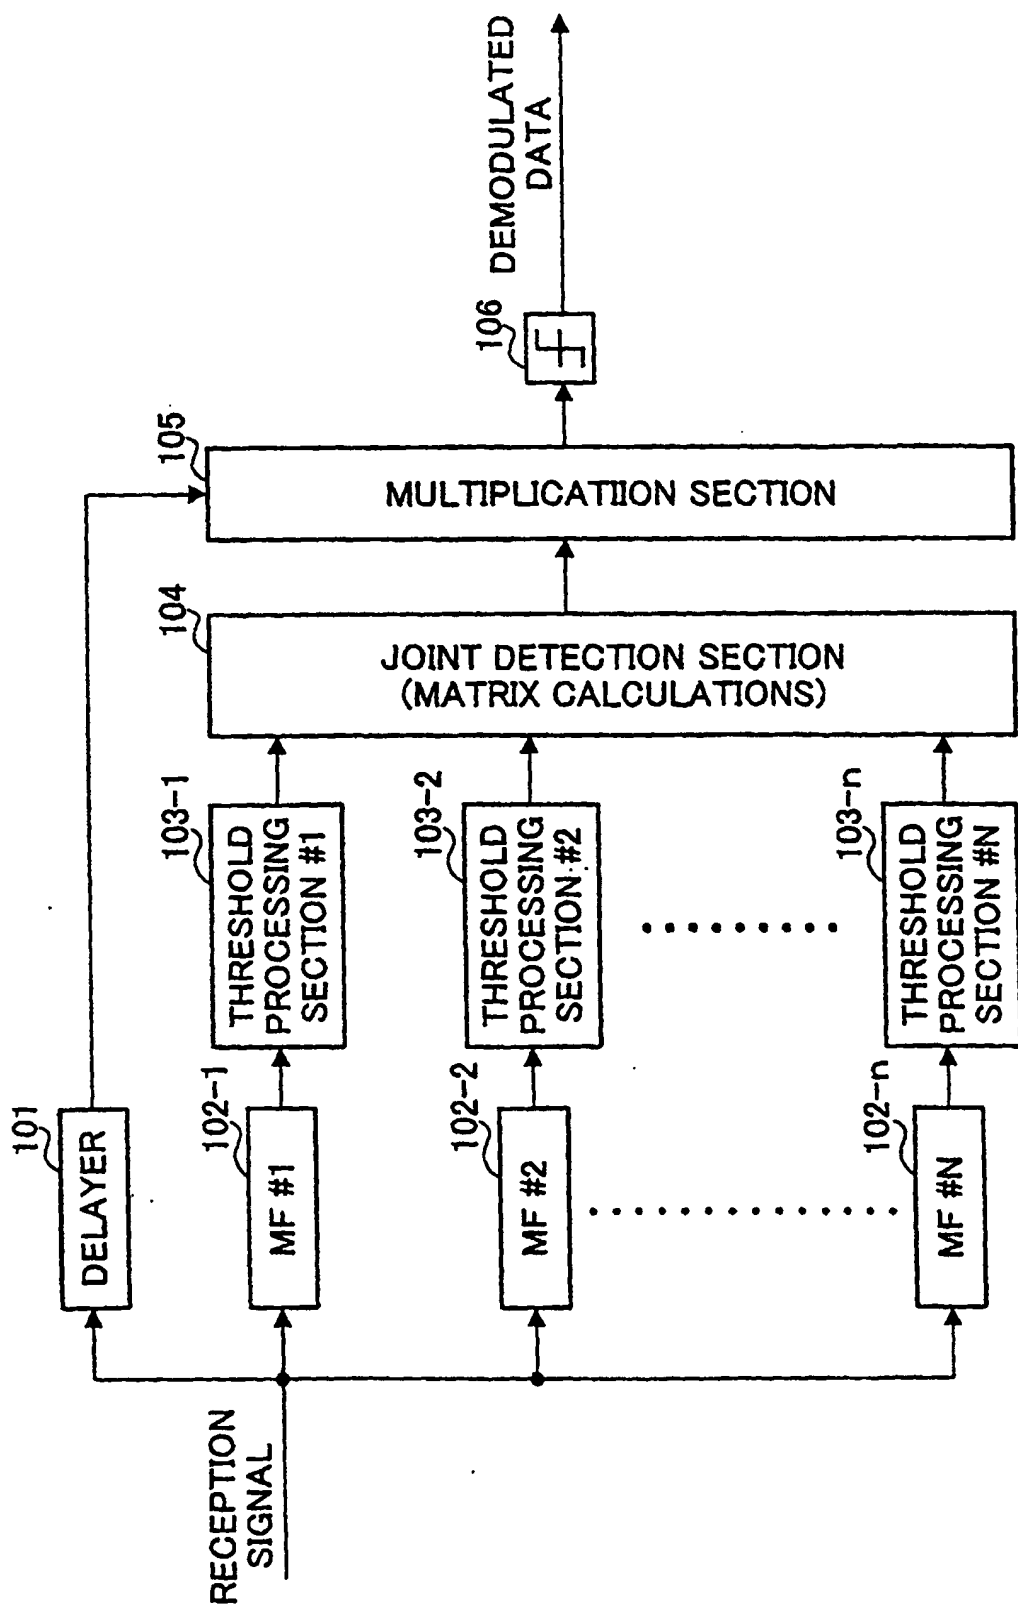 RECEPTION
SIGNAL
101
DELAYER
102-1
MF #1
103-1
THRESHOLD
PROCESSING
SECTION #1
102-2
MF #2
103-2
THRESHOLD
PROCESSING
SECTION #2
102-n
MF #N
103-n
THRESHOLD
PROCESSING
SECTION #N
104
JOINT DETECTION SECTION
(MATRIX CALCULATIONS)
105
MULTIPLICATIION SECTION
106
DEMODULATED
DATA